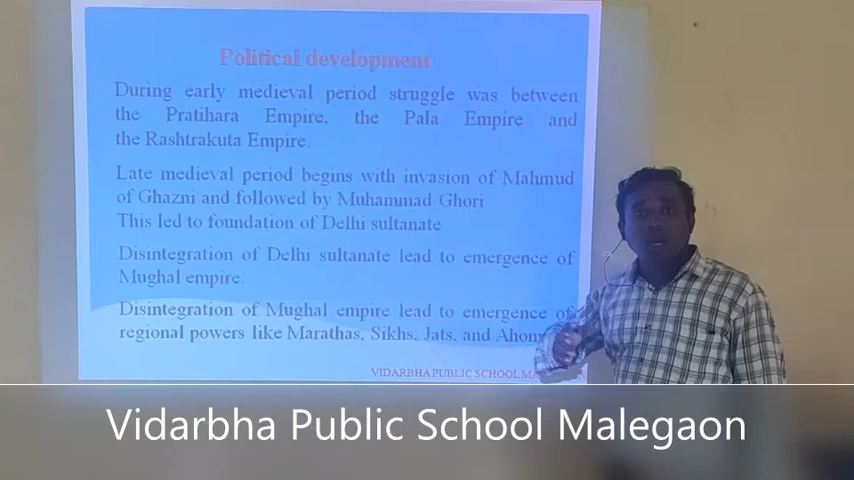 Political development
During early medieval period struggle was between
the Pratihara Empire, the Pala Empire and
the Rashtrakuta Empire.
Late medieval period begins with invasion of Mahmud
of Ghazni and followed by Muhammad Ghori
This led to foundation of Delhi sultanate
Disintegration of Delhi sultanate lead to emergence of
Mughal empire.
Disintegration of Mughal empire lead to emergence of
regional powers like Marathas, Sikhs, Jats, and
VIDARBHA PUBLIC SCHOOL
Vidarbha Public School Malegaon